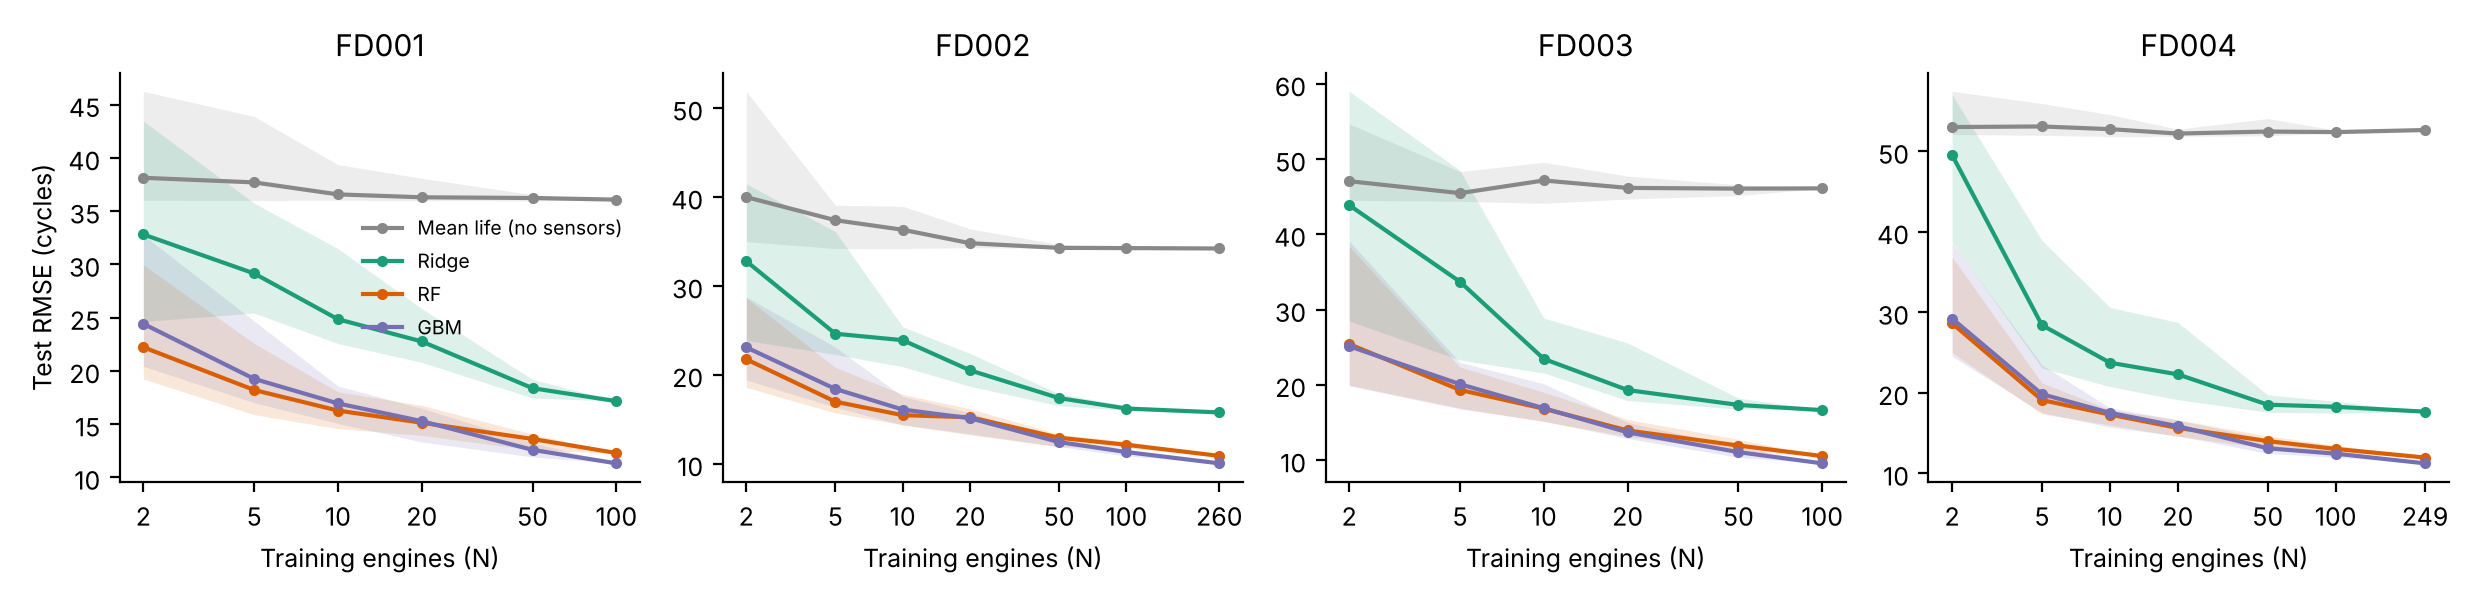 FD001
FD002
FD003
FD004
Test RMSE (cycles)
45
40
35
30
25
20
15
10
Mean life (no sensors)
Ridge
RF
GBM
2 5 10 20 50 100
Training engines (N)
50
40
30
20
10
2 5 10 20 50 100 260
Training engines (N)
60
50
40
30
20
10
2 5 10 20 50 100
Training engines (N)
50
40
30
20
10
2 5 10 20 50 100 249
Training engines (N)